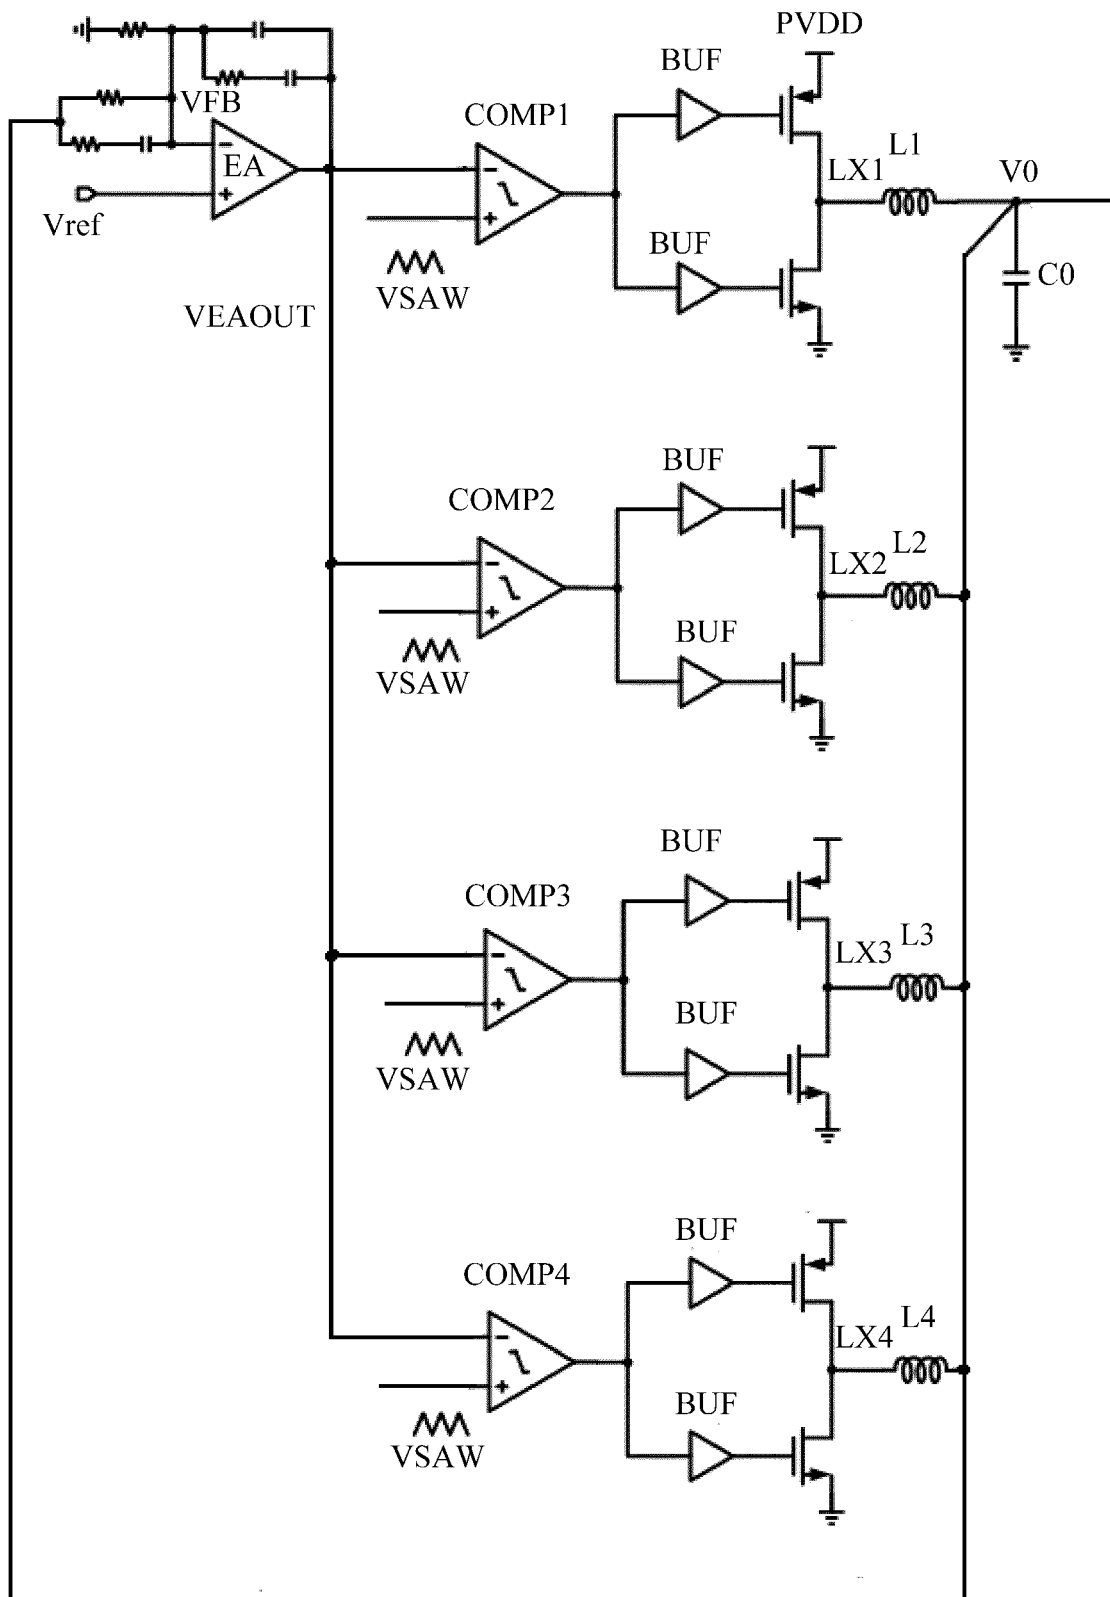 PVDD
BUF
VFB
COMP1
EA
L1
LX1
V0
Vref
BUF
C0
VSAW
VEAOUT
BUF
COMP2
L2
LX2
BUF
VSAW
BUF
COMP3
L3
LX3
BUF
VSAW
BUF
COMP4
L4
LX4
BUF
VSAW